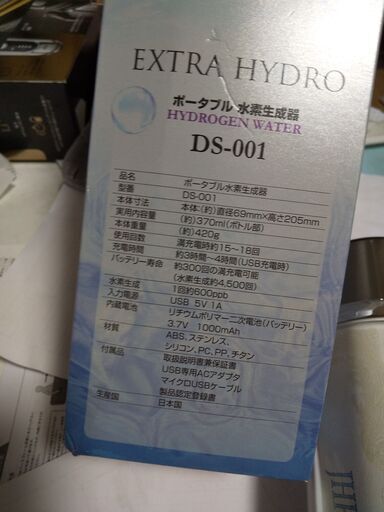 EXTRA HYDRO
ポータブル 水素生成器
HYDROGEN WATER
DS-001
品名 ポータブル水素生成器
型番 DS-001
本体寸法 本体:(約)直径69mm×高さ205mm
実用内容量 (約)370ml(ボトル部)
本体重量 (約)420g
使用回数 満充電時約15～18回
充電時間 約3時間～4時間(USB充電時)
バッテリー寿命 約300回の満充電可能
(水素生成約4,500回)
水素生成 1回約800ppb
入力電源 USB 5V 1A
内蔵電池 リチウムポリマー二次電池(バッテリー)
3.7V 1000mAh
材質 ABS、ステンレス、
シリコン、PC、PP、チタン
付属品 取扱説明書兼保証書
USB専用ACアダプタ
マイクロUSBケーブル
製品認定登録書
生産国 日本国